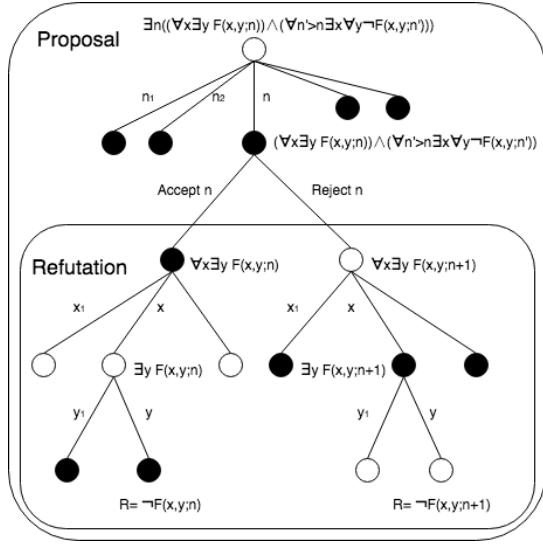 Proposal
∃n((∀x∃y F(x,y;n))∧(∀n'>n∃x∀y¬F(x,y;n')))
n₁
n₂
n
(∀x∃y F(x,y;n))∧(∀n'>n∃x∀y¬F(x,y;n'))
Accept n
Reject n
Refutation
∀x∃y F(x,y;n)
∀x∃y F(x,y;n+1)
x₁
x
x₁
x
∃y F(x,y;n)
∃y F(x,y;n+1)
y₁
y
y₁
y
R= ¬F(x,y;n)
R= ¬F(x,y;n+1)